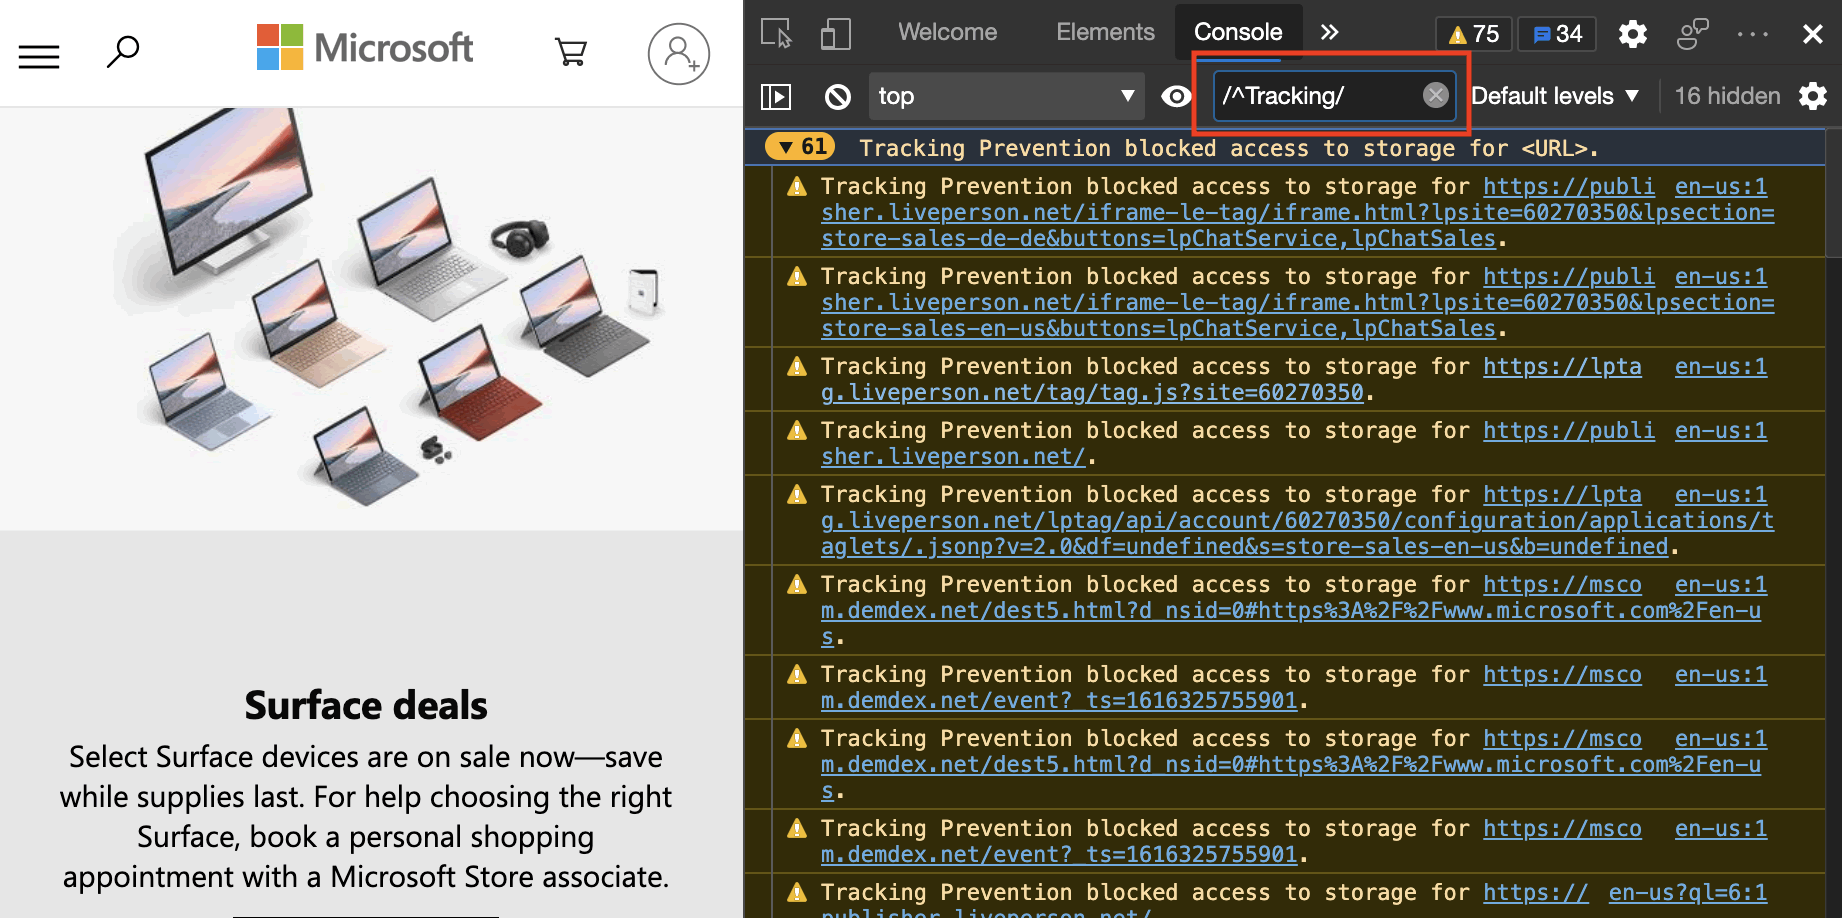 Microsoft
Surface deals
Select Surface devices are on sale now—save
while supplies last. For help choosing the right
Surface, book a personal shopping
appointment with a Microsoft Store associate.
Welcome Elements Console 75 34
top /^Tracking/ Default levels 16 hidden
61 Tracking Prevention blocked access to storage for <URL>.
Tracking Prevention blocked access to storage for https://publi en-us:1
sher.liveperson.net/iframe-le-tag/iframe.html?lpsite=60270350&lpsection=
store-sales-de-de&buttons=lpChatService,lpChatSales.
Tracking Prevention blocked access to storage for https://publi en-us:1
sher.liveperson.net/iframe-le-tag/iframe.html?lpsite=60270350&lpsection=
store-sales-en-us&buttons=lpChatService,lpChatSales.
Tracking Prevention blocked access to storage for https://lpta en-us:1
g.liveperson.net/tag/tag.js?site=60270350.
Tracking Prevention blocked access to storage for https://publi en-us:1
sher.liveperson.net/.
Tracking Prevention blocked access to storage for https://lpta en-us:1
g.liveperson.net/lptag/api/account/60270350/configuration/applications/t
aglets/.jsonp?v=2.0&df=undefined&s=store-sales-en-us&b=undefined.
Tracking Prevention blocked access to storage for https://msco en-us:1
m.demdex.net/dest5.html?d_nsid=0#https%3A%2F%2Fwww.microsoft.com%2Fen-u
s.
Tracking Prevention blocked access to storage for https://msco en-us:1
m.demdex.net/event?_ts=1616325755901.
Tracking Prevention blocked access to storage for https://msco en-us:1
m.demdex.net/dest5.html?d_nsid=0#https%3A%2F%2Fwww.microsoft.com%2Fen-u
s.
Tracking Prevention blocked access to storage for https://msco en-us:1
m.demdex.net/event?_ts=1616325755901.
Tracking Prevention blocked access to storage for https:// en-us?ql=6:1
publisher.liveperson.net/